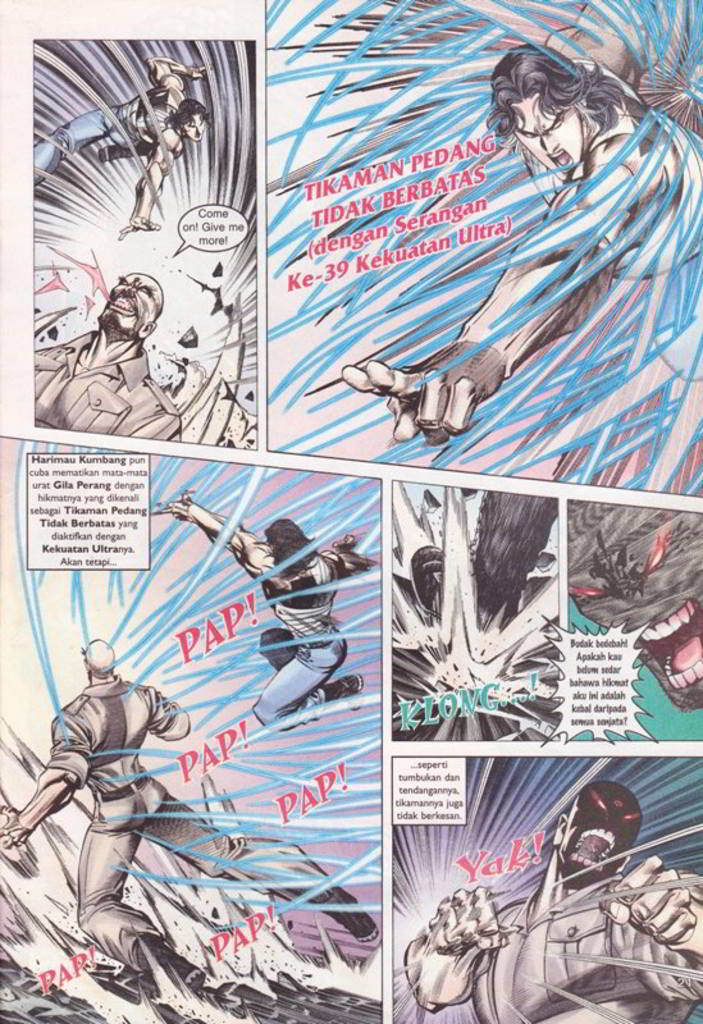 Come
on! Give me
more!
TIKAMAN PEDANG
TIDAK BERBATAS
(dengan Serangan
Ke-39 Kekuatan Ultra)
Harimau Kumbang pun
cuba mematikan mata-mata
urat Gila Perang dengan
hikmatnya yang dikenali
sebagai Tikaman Pedang
Tidak Berbatas yang
diaktifkan dengan
Kekuatan Ultranya.
Akan tetapi...
PAP!
PAP!
PAP!
PAP!
PAP!
KLONG...!
Budak bedebah!
Apakah kau
belum sedar
bahawa hikmat
aku ini adalah
kebal daripada
semua senjata?
...seperti
tumbukan dan
tendangannya,
tikamannya juga
tidak berkesan.
Yak!